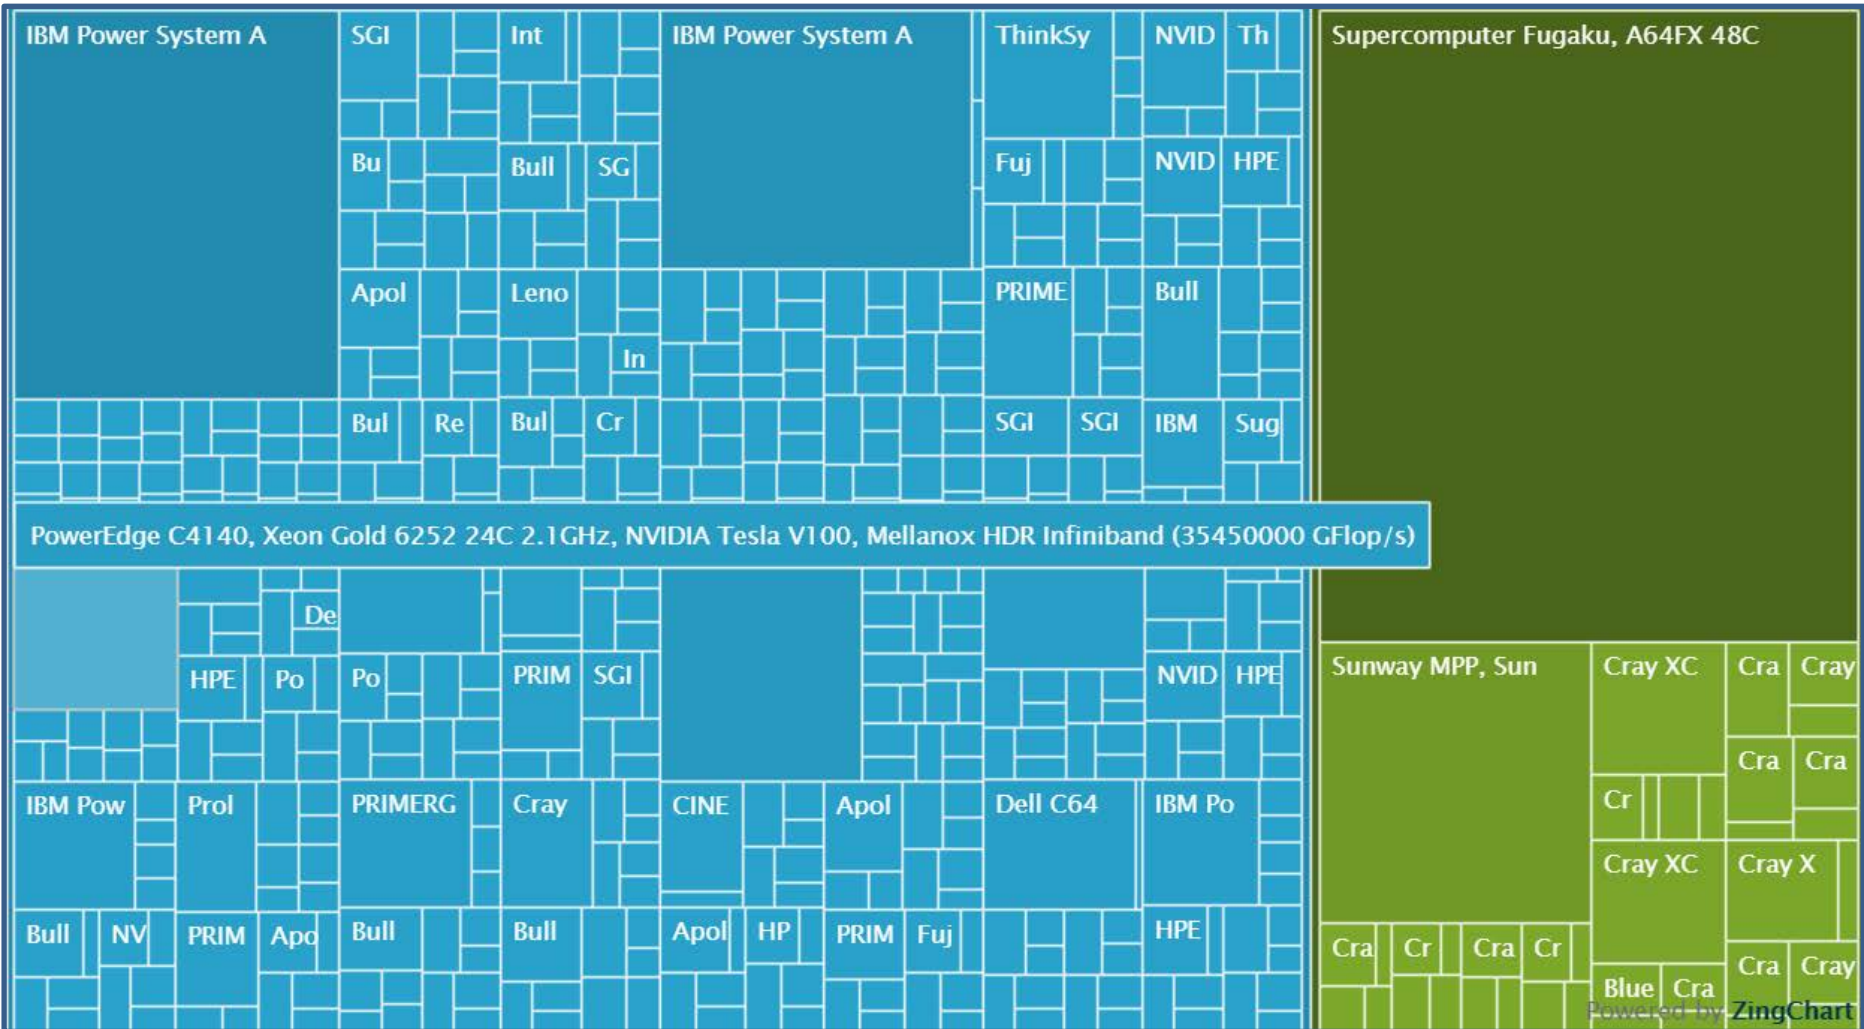 IBM Power System A
SGI
Int
IBM Power System A
ThinkSy
NVID
Th
Supercomputer Fugaku, A64FX 48C
Bu
Bull
SG
Fuj
NVID
HPE
Apol
Leno
PRIME
Bull
In
Bul
Re
Bul
Cr
SGI
SGI
IBM
Sug
PowerEdge C4140, Xeon Gold 6252 24C 2.1GHz, NVIDIA Tesla V100, Mellanox HDR Infiniband (35450000 GFlop/s)
De
HPE
Po
Po
PRIM
SGI
NVID
HPE
Sunway MPP, Sun
Cray XC
Cra
Cray
Cra
Cra
Cr
IBM Pow
Prol
PRIMERG
Cray
CINE
Apol
Dell C64
IBM Po
Cray XC
Cray X
Bull
NV
PRIM
Apo
Bull
Bull
Apol
HP
PRIM
Fuj
HPE
Cra
Cr
Cra
Cr
Cra
Cray
Blue
Cra
Powered by ZingChart